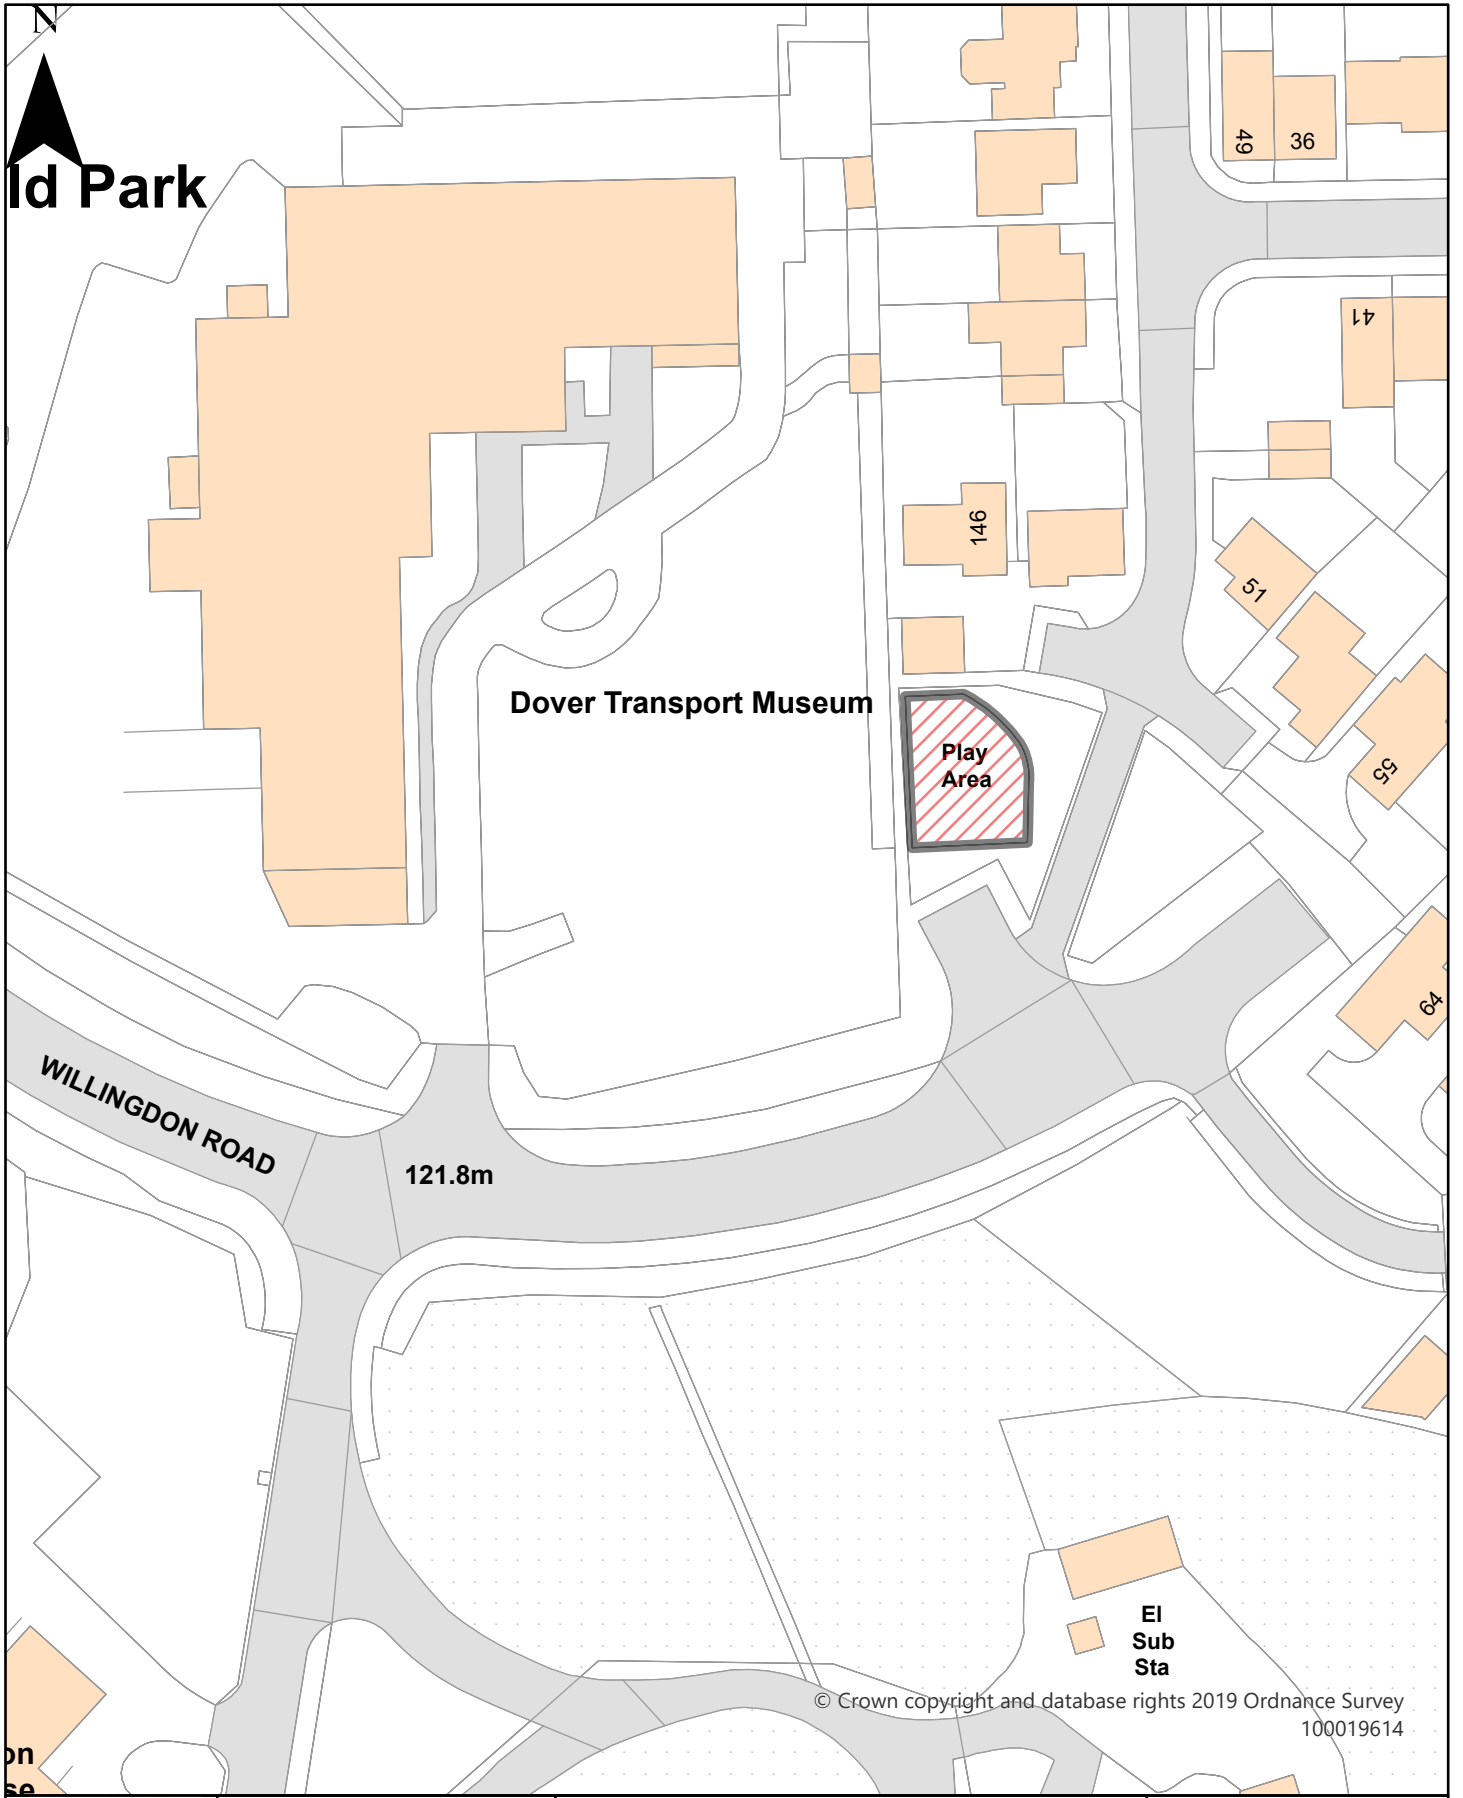 N
ld Park
49
36
41
146
51
Dover Transport Museum
Play
Area
55
64
WILLINGDON ROAD
121.8m
El
Sub
Sta
© Crown copyright and database rights 2019 Ordnance Survey
100019614
on
se